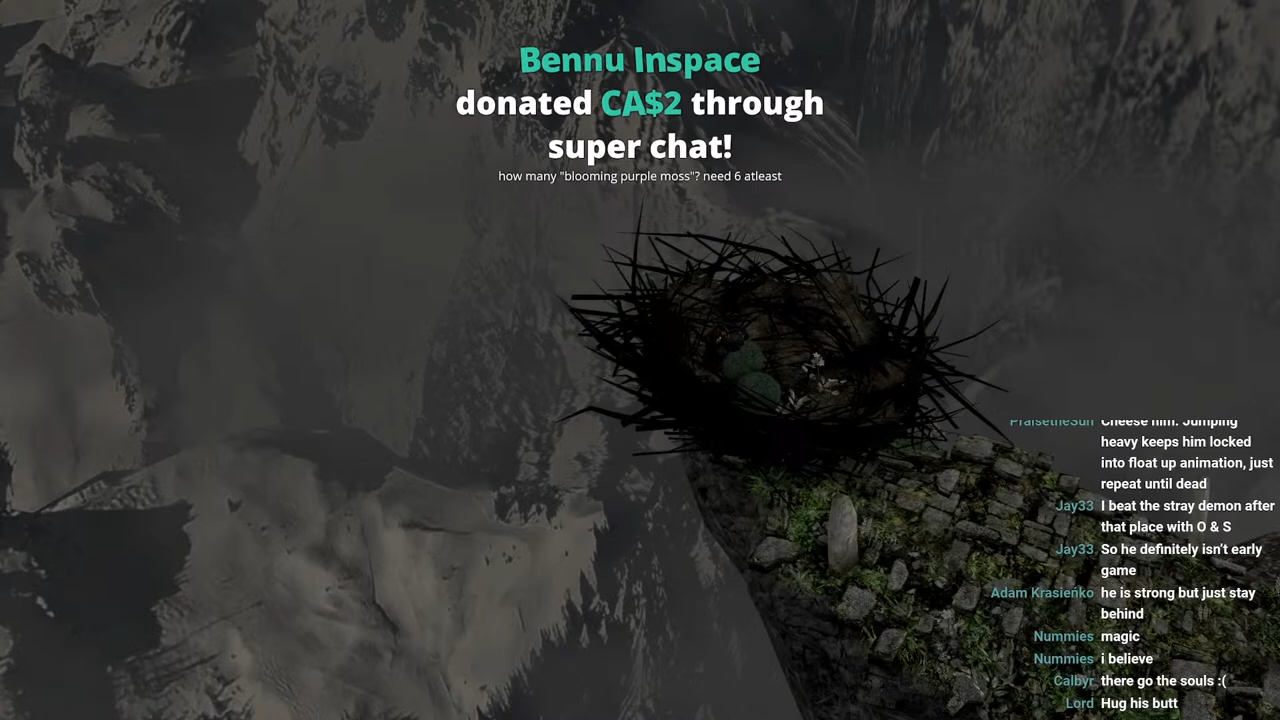 Bennu Inspace
donated CA$2 through
super chat!
how many "blooming purple moss"? need 6 atleast
PraisetheSun Cheese him. Jumping
heavy keeps him locked
into float up animation, just
repeat until dead
Jay33 I beat the stray demon after
that place with O & S
Jay33 So he definitely isn’t early
game
Adam Krasieńko he is strong but just stay
behind
Nummies magic
Nummies i believe
Calbyr there go the souls :(
Lord Hug his butt